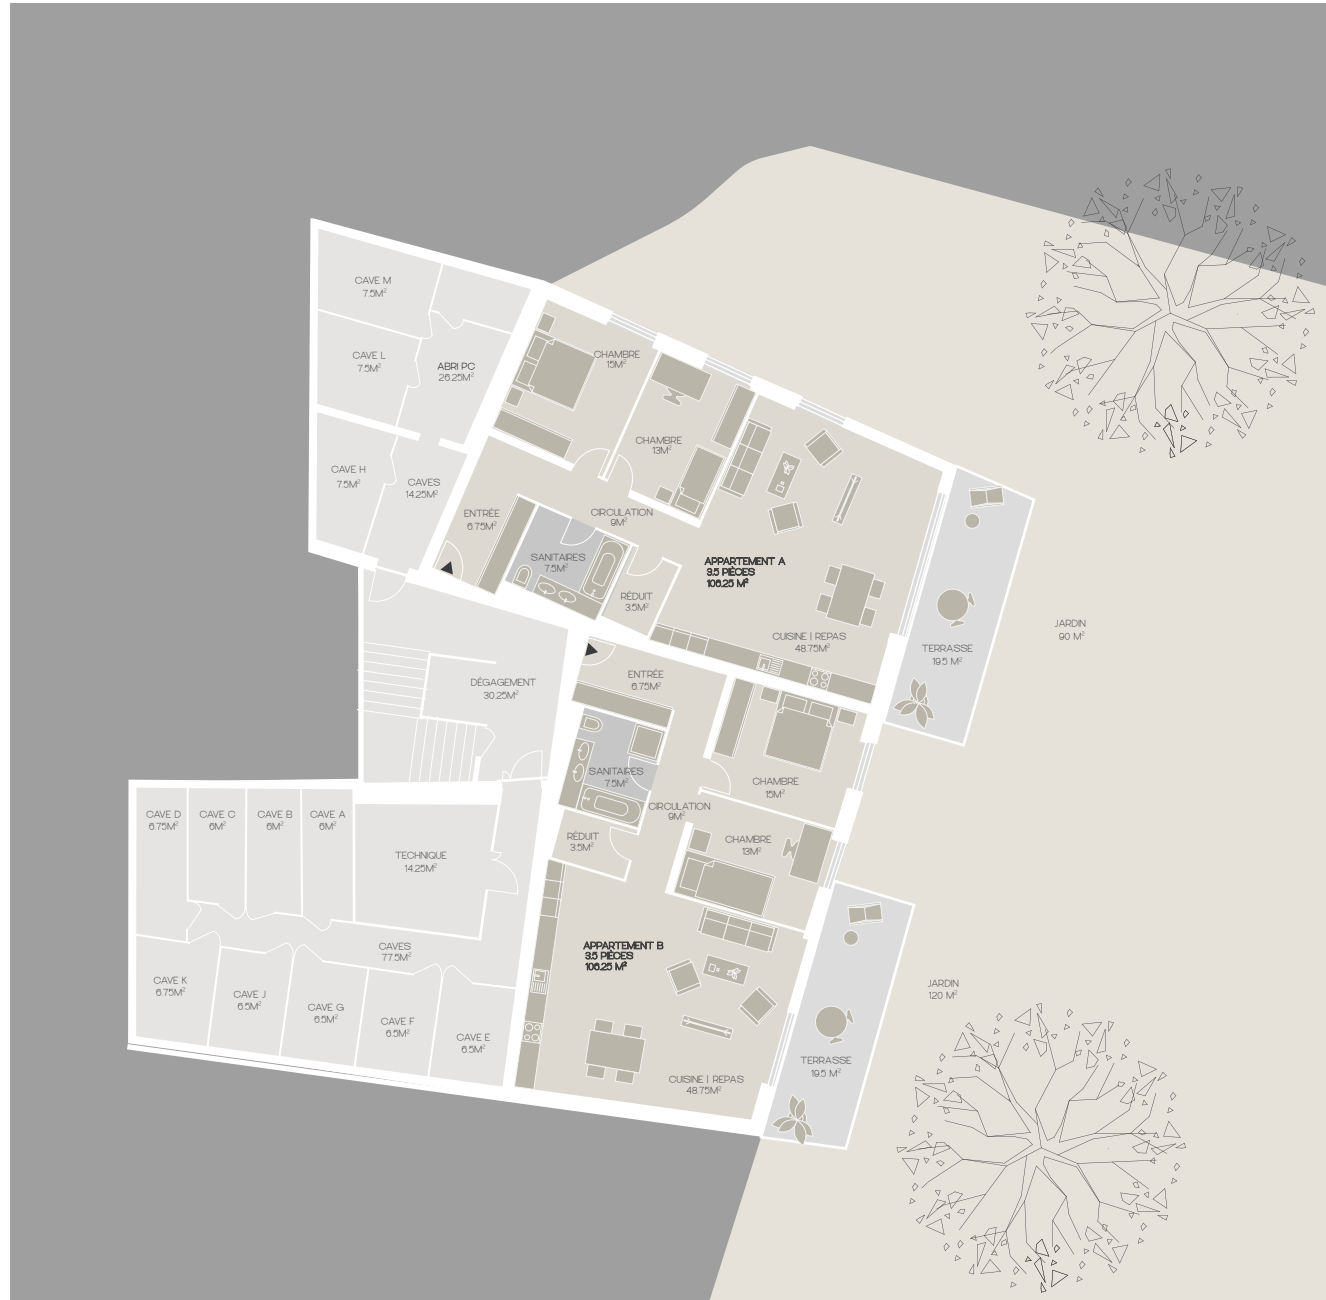 CAVE M
7.5M²
CAVE L
7.5M²
ABRI PC
26.25M²
CAVE H
7.5M²
CAVES
14.25M²
CHAMBRE
15M²
CHAMBRE
13M²
ENTRÉE
6.75M²
CIRCULATION
9M²
SANITAIRES
7.5M²
RÉDUIT
3.5M²
APPARTEMENT A
3.5 PIÈCES
106.25 M²
CUISINE | REPAS
48.75M²
TERRASSE
19.5 M²
JARDIN
90 M²
DÉGAGEMENT
30.25M²
ENTRÉE
6.75M²
SANITAIRES
7.5M²
CIRCULATION
9M²
CHAMBRE
15M²
CHAMBRE
13M²
RÉDUIT
3.5M²
CAVE D
6.75M²
CAVE C
6M²
CAVE B
6M²
CAVE A
6M²
TECHNIQUE
14.25M²
CAVES
77.5M²
CAVE K
6.75M²
CAVE J
6.5M²
CAVE G
6.5M²
CAVE F
6.5M²
CAVE E
6.5M²
APPARTEMENT B
3.5 PIÈCES
106.25 M²
CUISINE | REPAS
48.75M²
TERRASSE
19.5 M²
JARDIN
120 M²